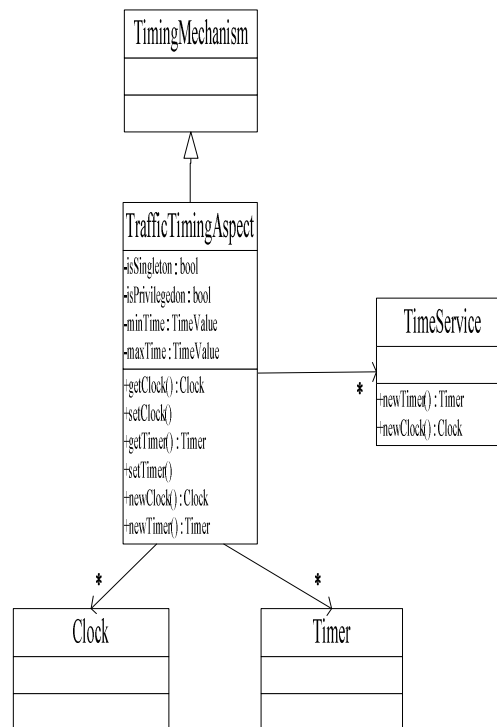 TimingMechanism
TrafficTimingAspect
-isSingleton : bool
-isPrivilegedon : bool
-minTime : TimeValue
-maxTime : TimeValue
+getClock() : Clock
+setClock()
+getTimer() : Timer
+setTimer()
+newClock() : Clock
+newTimer() : Timer
TimeService
+newTimer() : Timer
+newClock() : Clock
*
*
*
Clock
Timer